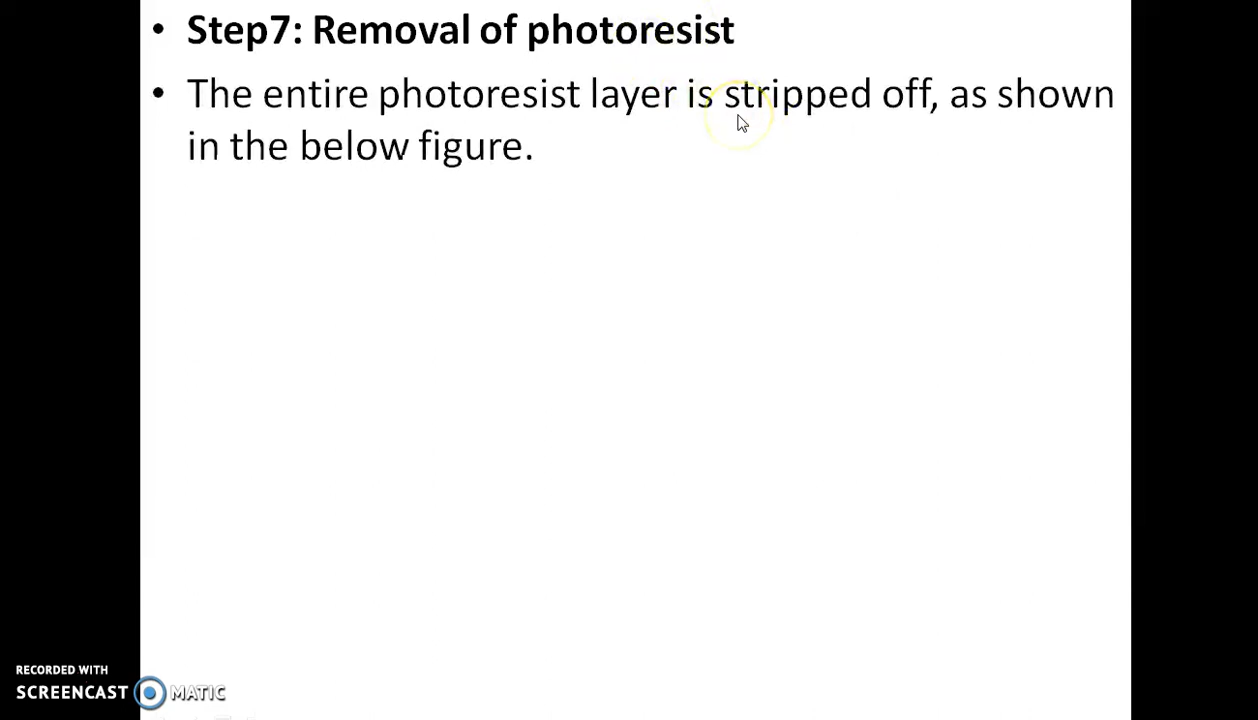 • Step7: Removal of photoresist
• The entire photoresist layer is stripped off, as shown
in the below figure.
RECORDED WITH
SCREENCAST MATIC